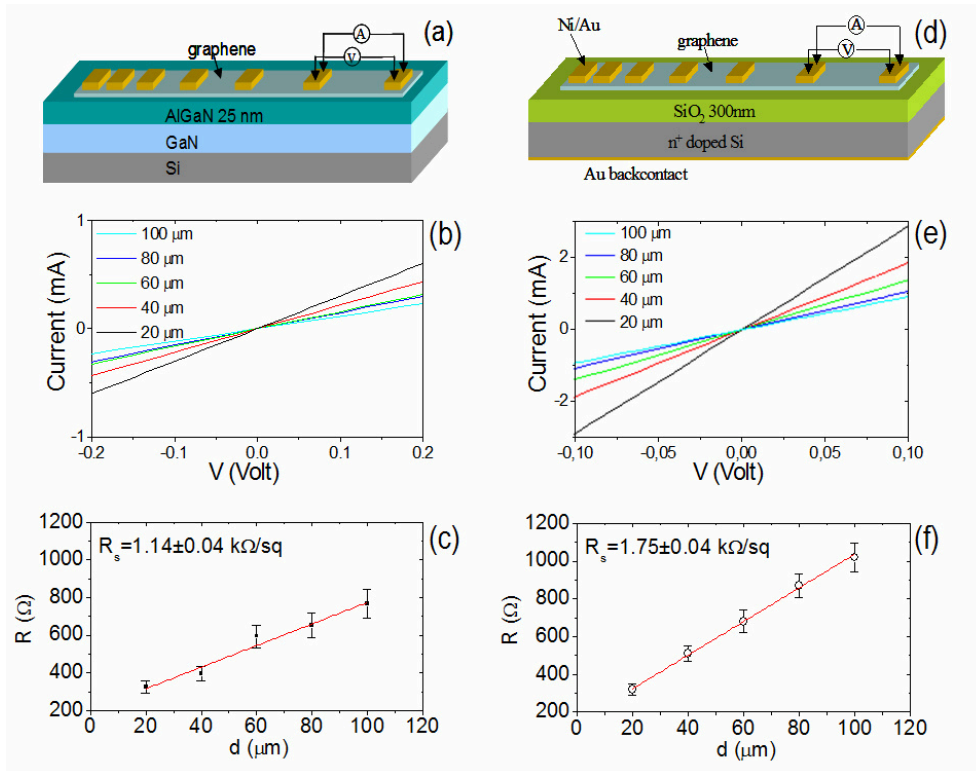 (a)
graphene
A
V
AlGaN 25 nm
GaN
Si
(d)
Ni/Au
graphene
A
V
SiO₂ 300nm
n⁺ doped Si
Au backcontact
(b)
1
0
-1
Current (mA)
100 μm
80 μm
60 μm
40 μm
20 μm
-0.2 -0.1 0.0 0.1 0.2
V (Volt)
(e)
2
0
-2
Current (mA)
100 μm
80 μm
60 μm
40 μm
20 μm
-0,10 -0,05 0,00 0,05 0,10
V (Volt)
(c)
Rₛ=1.14±0.04 kΩ/sq
1200
1000
800
600
400
200
R (Ω)
0 20 40 60 80 100 120
d (μm)
(f)
Rₛ=1.75±0.04 kΩ/sq
1200
1000
800
600
400
200
R (Ω)
0 20 40 60 80 100 120
d (μm)